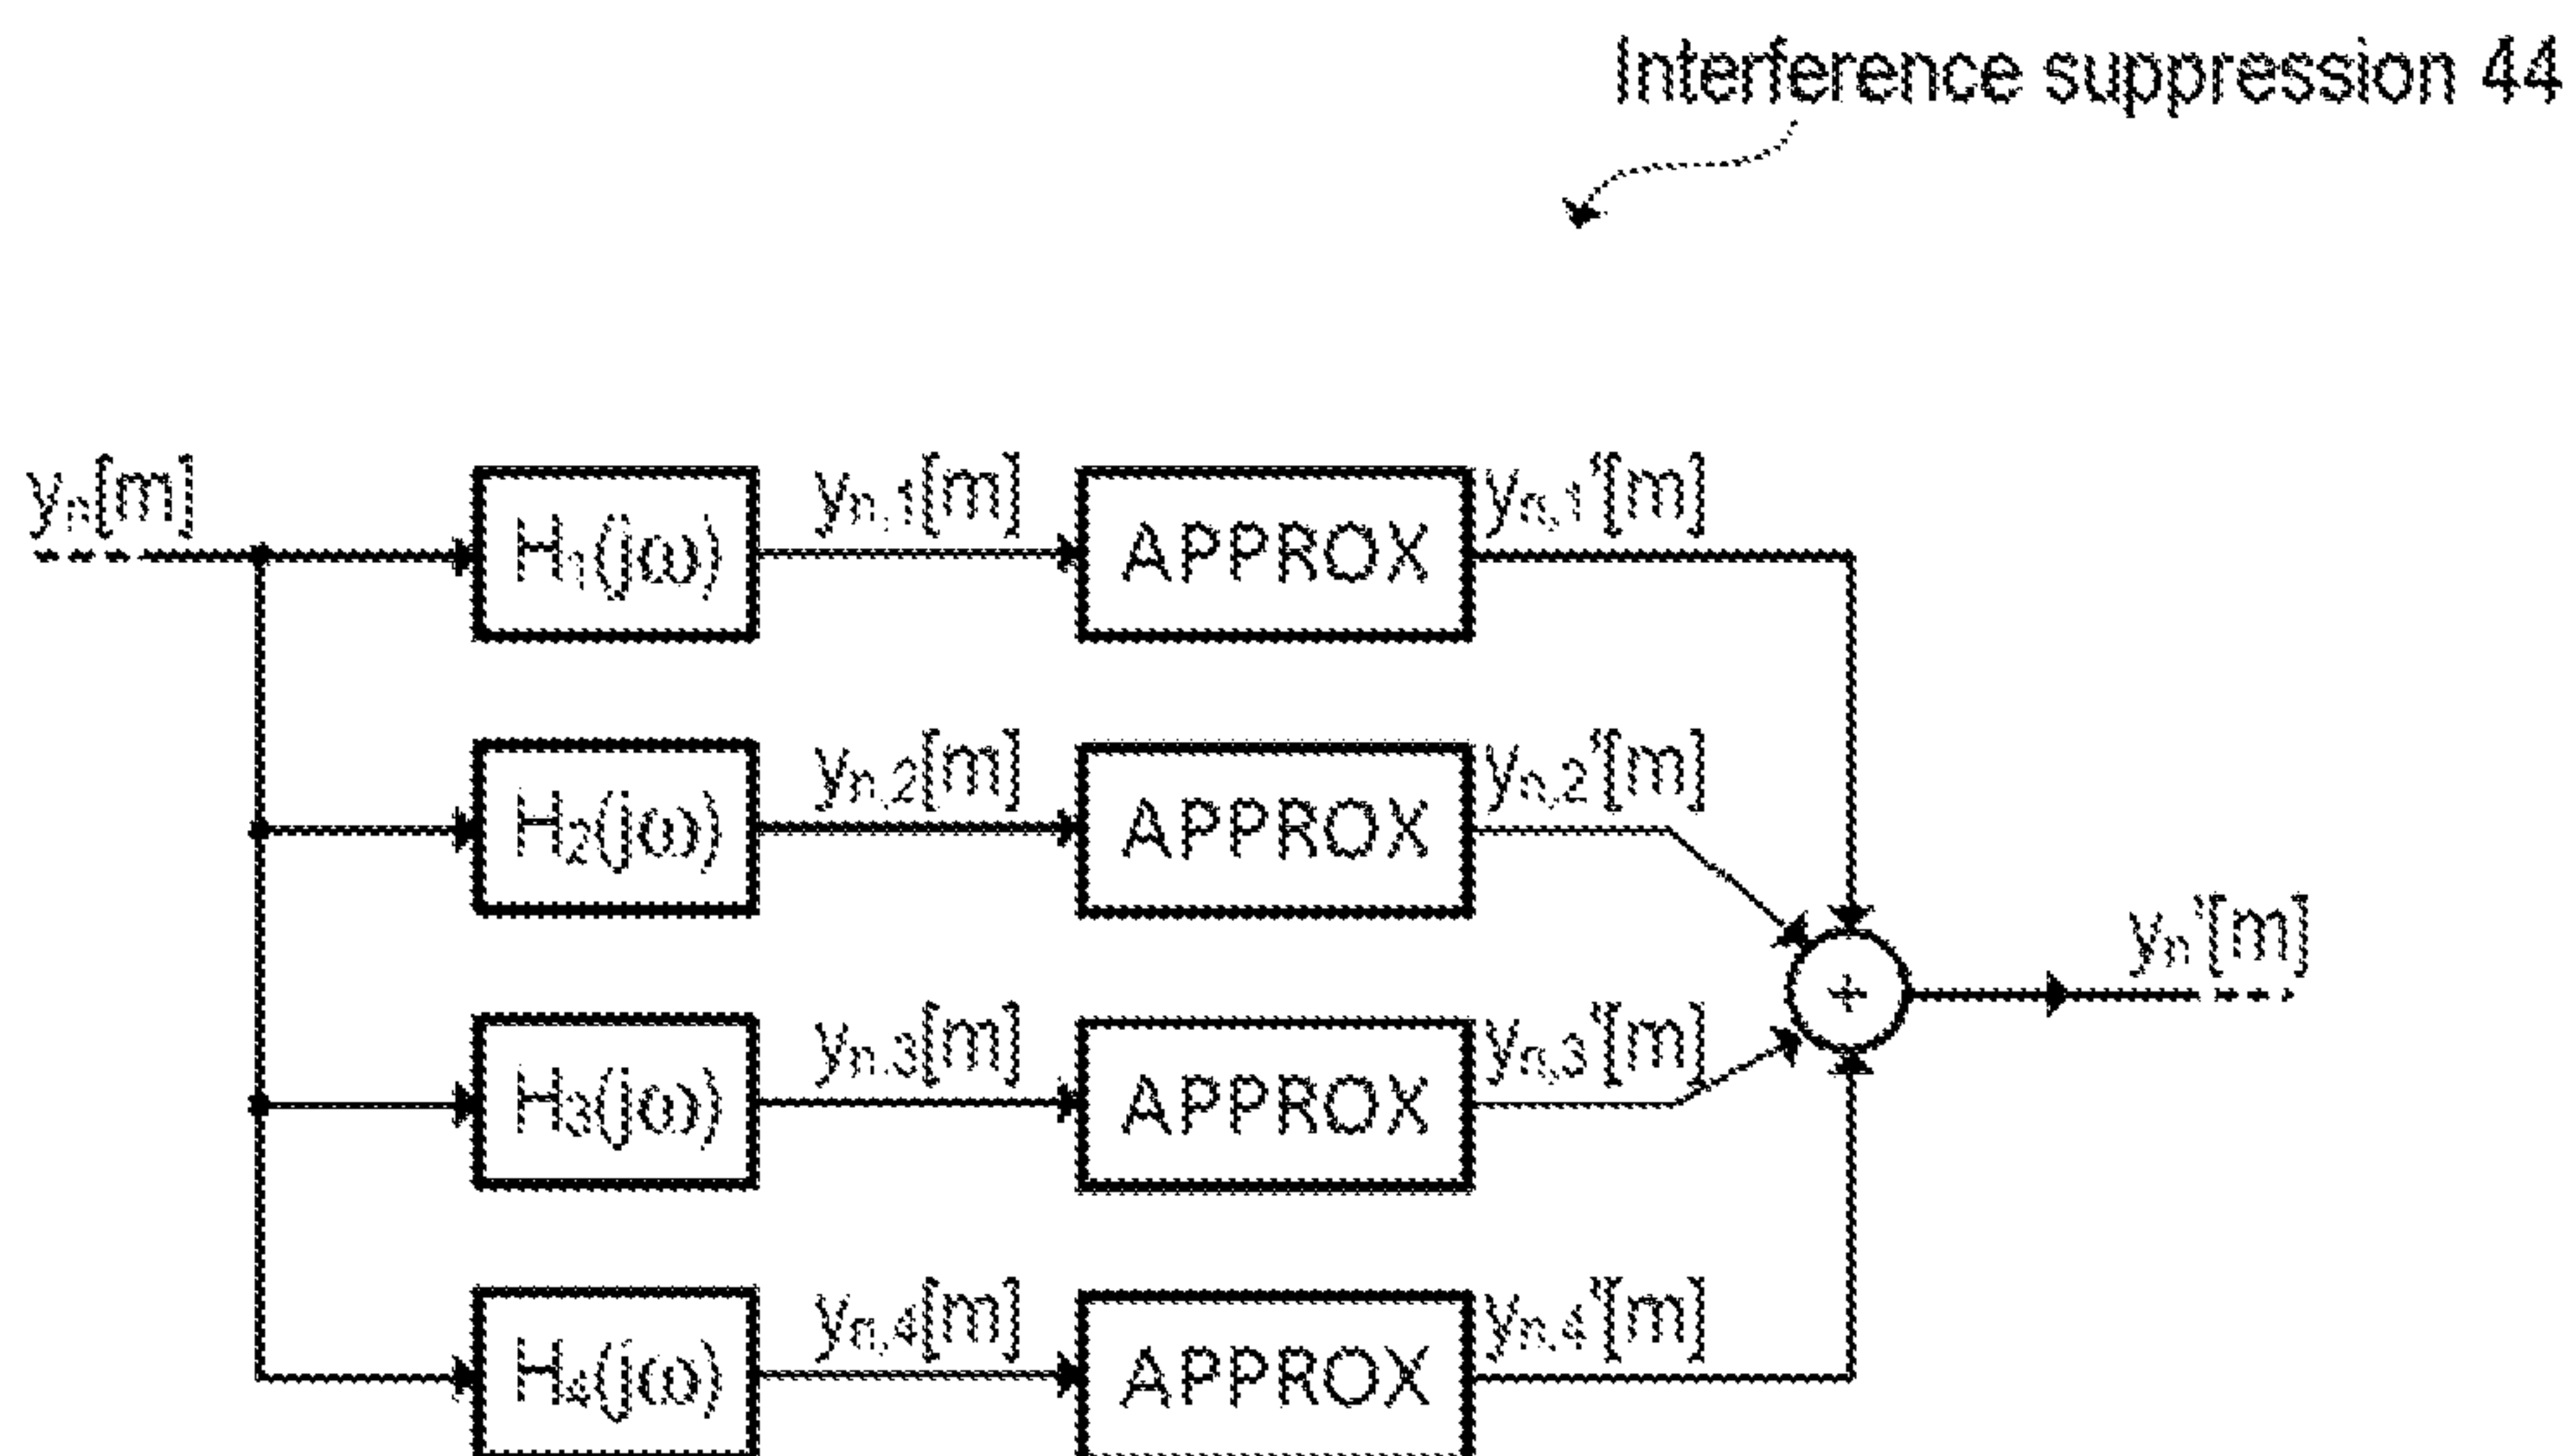 Interference suppression 44
yn[m]
H1(jω)
yn,1[m]
APPROX
yn,1'[m]
H2(jω)
yn,2[m]
APPROX
yn,2'[m]
+
yn'[m]
H3(jω)
yn,3[m]
APPROX
yn,3'[m]
H4(jω)
yn,4[m]
APPROX
yn,4'[m]